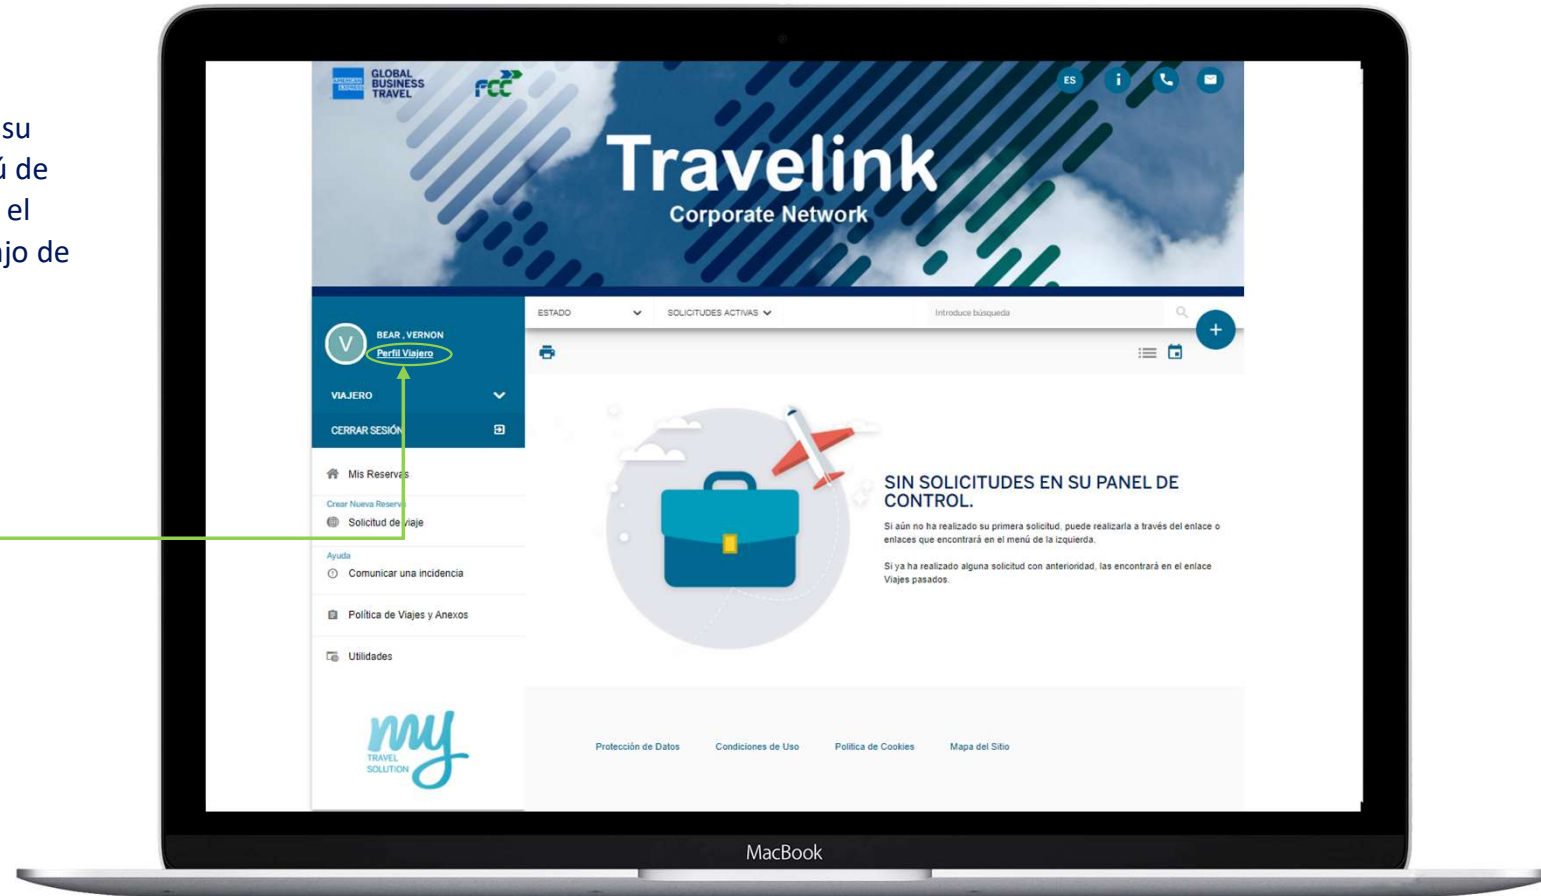 su
ú de
el
jo de
AMERICAN
EXPRESS
GLOBAL
BUSINESS
TRAVEL
FCC
ES
i
Travelink
Corporate Network
BEAR , VERNON
V
Perfil Viajero
VIAJERO
CERRAR SESIÓN
ESTADO
SOLICITUDES ACTIVAS
Introduce búsqueda
+
Mis Reservas
Crear Nueva Reserva
Solicitud de viaje
Ayuda
Comunicar una incidencia
Política de Viajes y Anexos
Utilidades
my
TRAVEL
SOLUTION
SIN SOLICITUDES EN SU PANEL DE
CONTROL.
Si aún no ha realizado su primera solicitud, puede realizarla a través del enlace o
enlaces que encontrará en el menú de la izquierda.
Si ya ha realizado alguna solicitud con anterioridad, las encontrará en el enlace
Viajes pasados.
Protección de Datos
Condiciones de Uso
Política de Cookies
Mapa del Sitio
MacBook